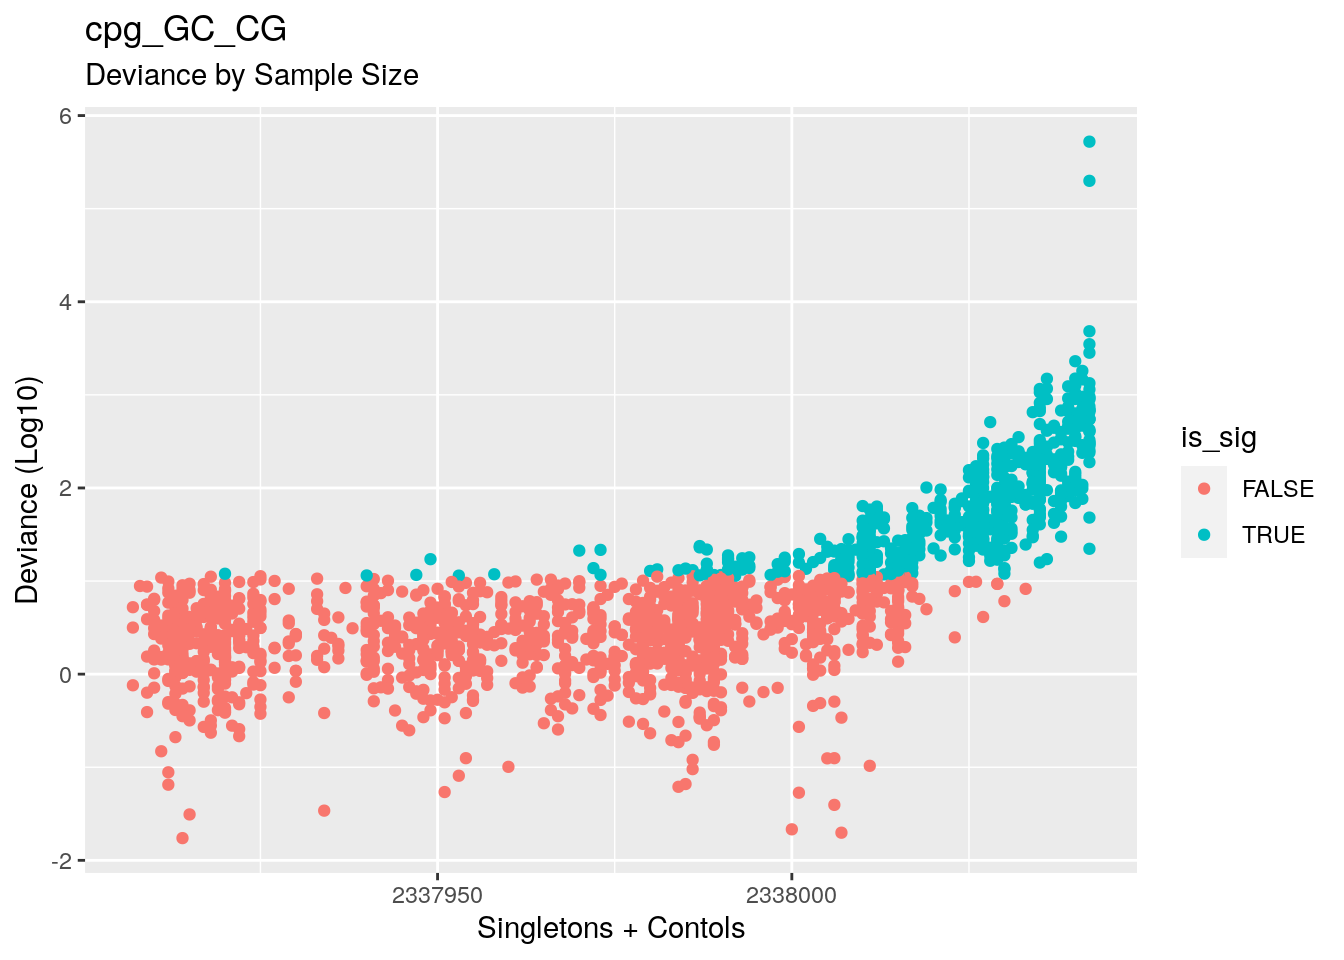 cpg_GC_CG
Deviance by Sample Size
6
4
2
0
-2
Deviance (Log10)
2337950
2338000
Singletons + Contols
is_sig
FALSE
TRUE